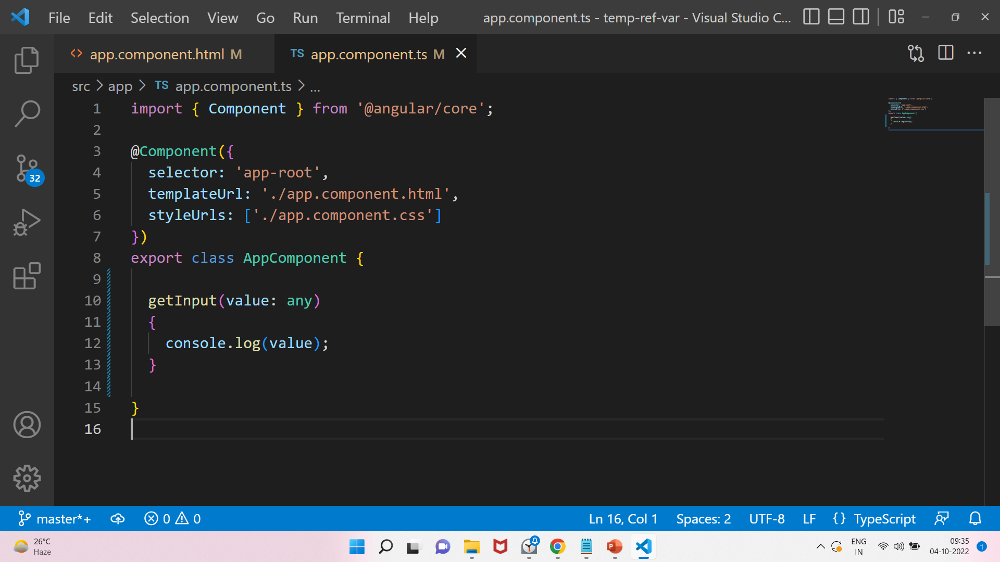 File Edit Selection View Go Run Terminal Help app.component.ts - temp-ref-var - Visual Studio C...
app.component.html M TS app.component.ts M
src > app > TS app.component.ts > ...
1 import { Component } from '@angular/core';
2
3 @Component({
4 selector: 'app-root',
5 templateUrl: './app.component.html',
6 styleUrls: ['./app.component.css']
7 })
8 export class AppComponent {
9
10 getInput(value: any)
11 {
12 console.log(value);
13 }
14
15 }
16
32
master*+ 0 0 Ln 16, Col 1 Spaces: 2 UTF-8 LF {} TypeScript
26°C
Haze
ENG
IN
09:35
04-10-2022
1